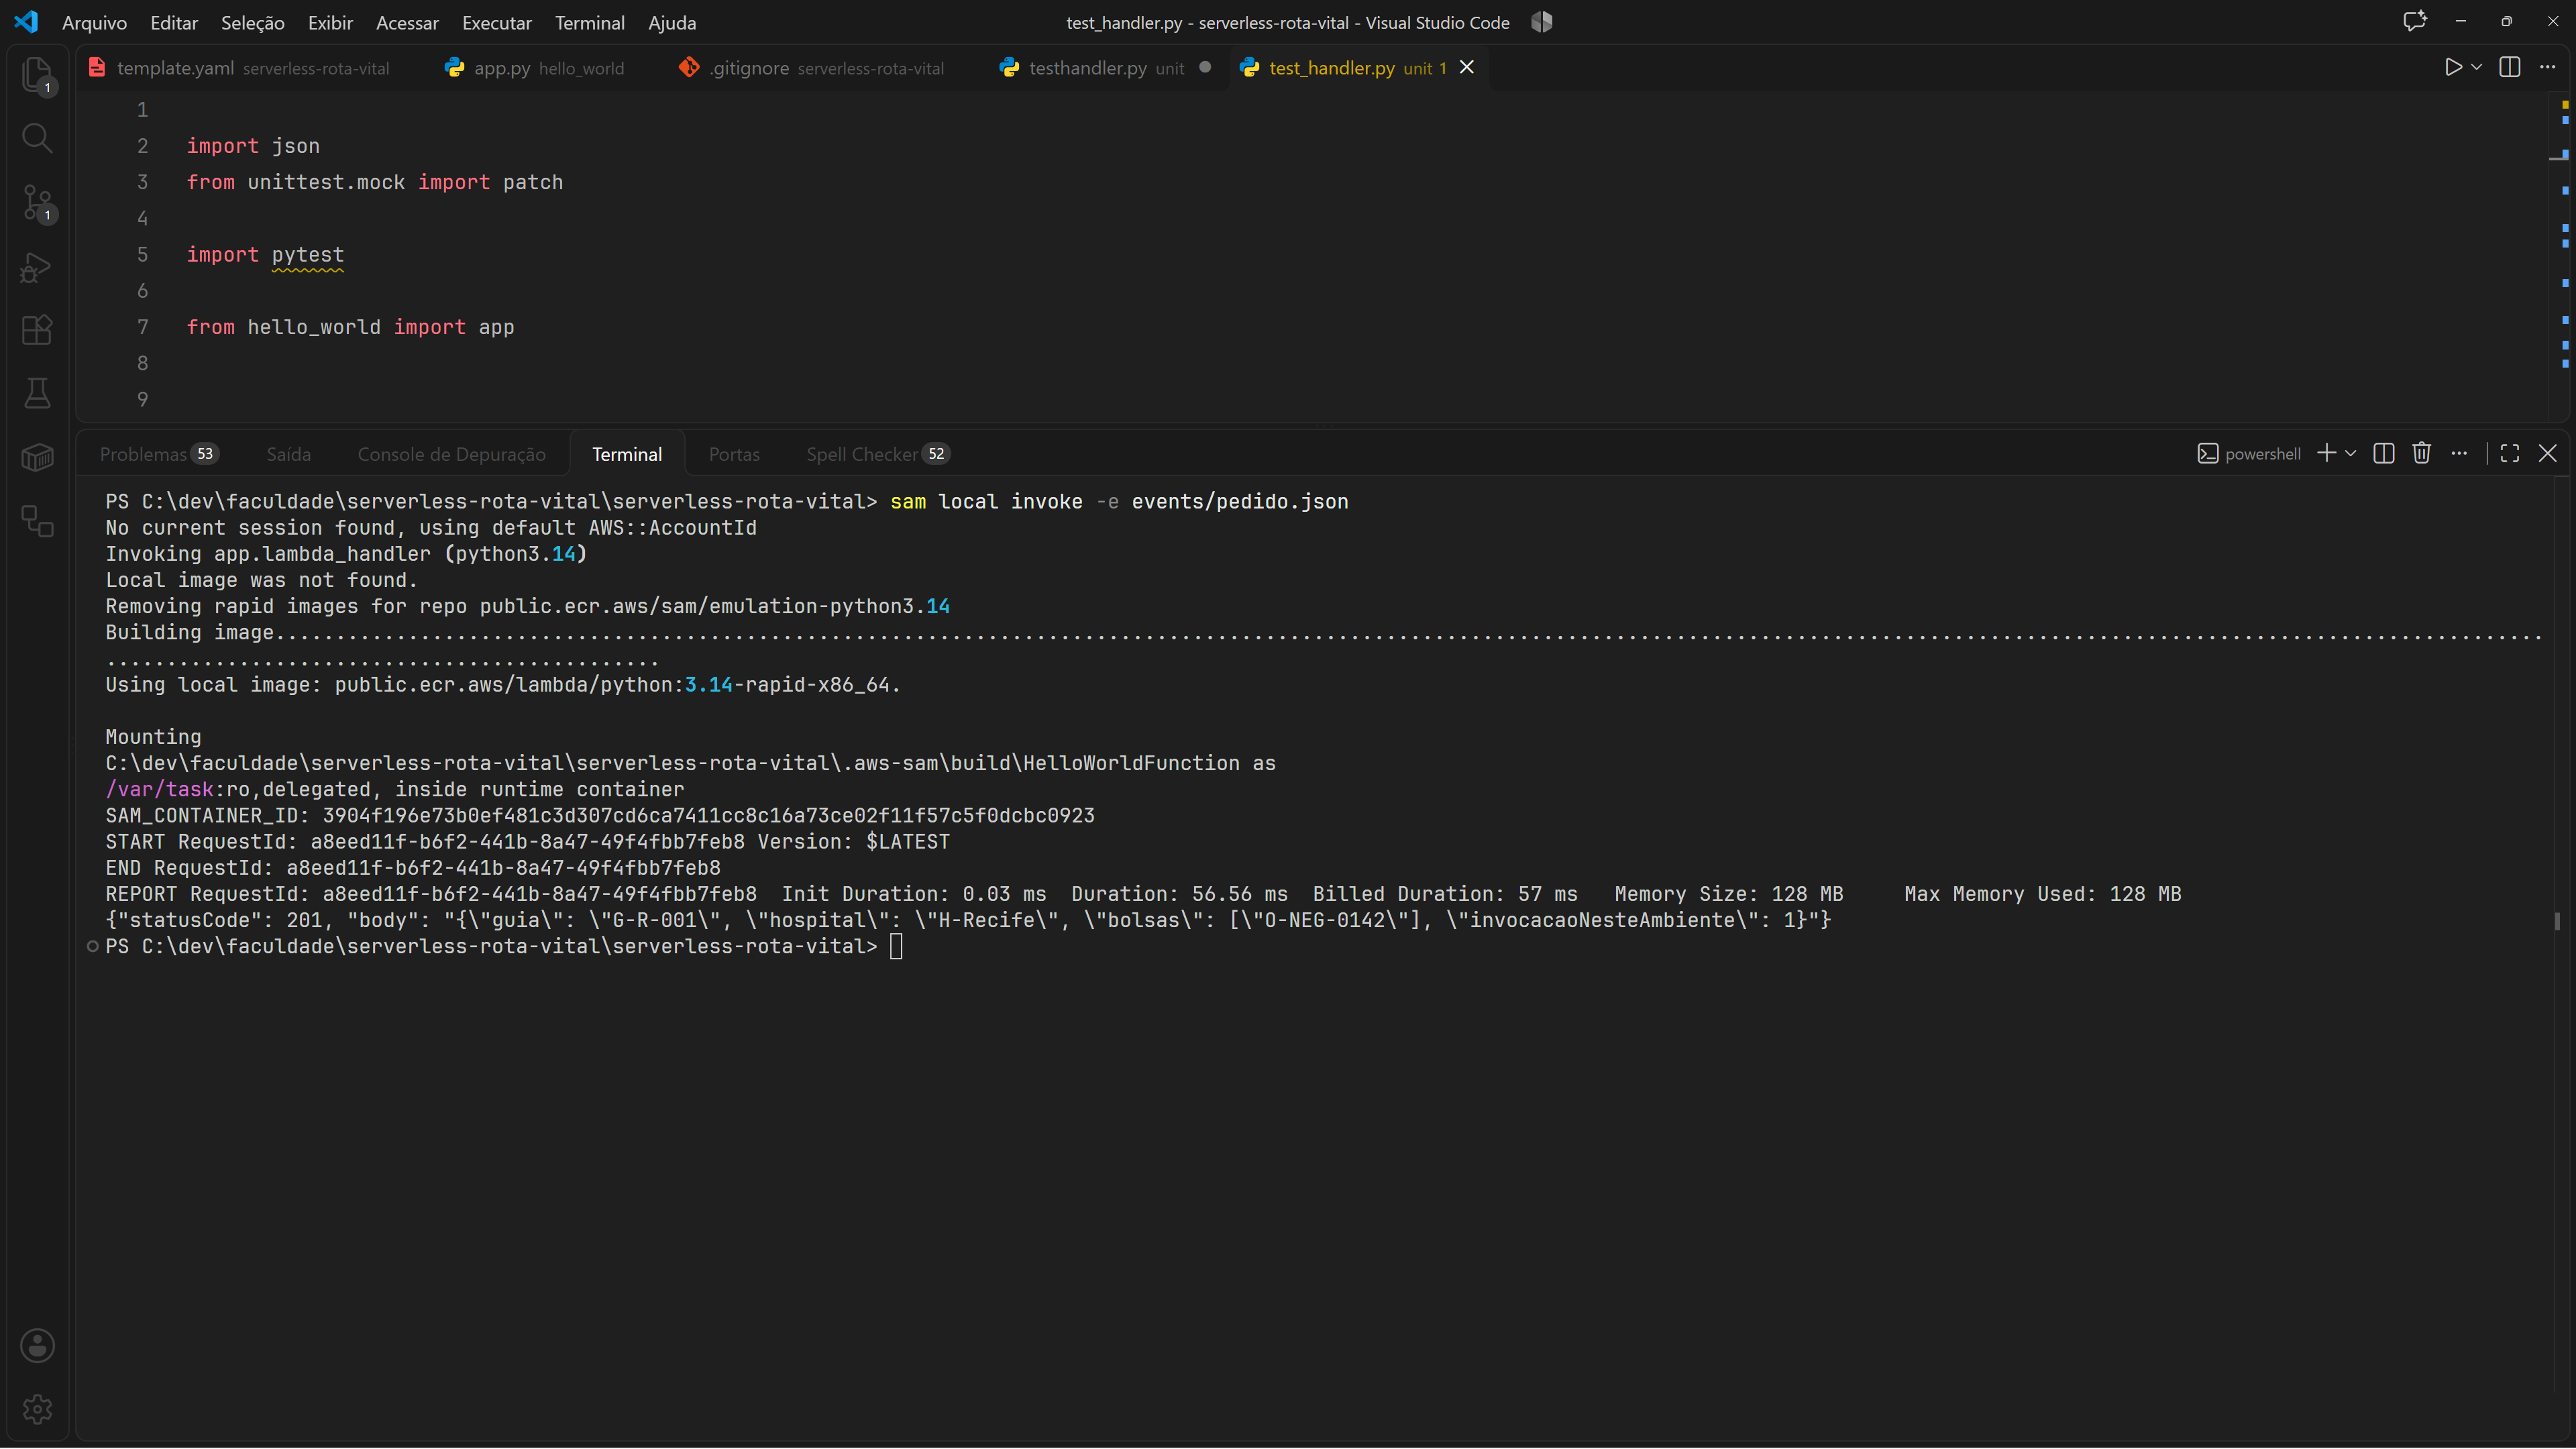 Arquivo Editar Seleção Exibir Acessar Executar Terminal Ajuda
test_handler.py - serverless-rota-vital - Visual Studio Code
template.yaml serverless-rota-vital
app.py hello_world
.gitignore serverless-rota-vital
testhandler.py unit
test_handler.py unit 1
1
1
1
2 import json
3 from unittest.mock import patch
4
5 import pytest
6
7 from hello_world import app
8
9
Problemas 53 Saída Console de Depuração Terminal Portas Spell Checker 52
powershell
PS C:\dev\faculdade\serverless-rota-vital\serverless-rota-vital> sam local invoke -e events/pedido.json
No current session found, using default AWS::AccountId
Invoking app.lambda_handler (python3.14)
Local image was not found.
Removing rapid images for repo public.ecr.aws/sam/emulation-python3.14
Building image............................................................................................................................................................................................
..............................................
Using local image: public.ecr.aws/lambda/python:3.14-rapid-x86_64.
Mounting
C:\dev\faculdade\serverless-rota-vital\serverless-rota-vital\.aws-sam\build\HelloWorldFunction as
/var/task:ro,delegated, inside runtime container
SAM_CONTAINER_ID: 3904f196e73b0ef481c3d307cd6ca7411cc8c16a73ce02f11f57c5f0dcbc0923
START RequestId: a8eed11f-b6f2-441b-8a47-49f4fbb7feb8 Version: $LATEST
END RequestId: a8eed11f-b6f2-441b-8a47-49f4fbb7feb8
REPORT RequestId: a8eed11f-b6f2-441b-8a47-49f4fbb7feb8 Init Duration: 0.03 ms Duration: 56.56 ms Billed Duration: 57 ms Memory Size: 128 MB Max Memory Used: 128 MB
{"statusCode": 201, "body": "{\"guia\": \"G-R-001\", \"hospital\": \"H-Recife\", \"bolsas\": [\"O-NEG-0142\"], \"invocacaoNesteAmbiente\": 1}"}
PS C:\dev\faculdade\serverless-rota-vital\serverless-rota-vital>